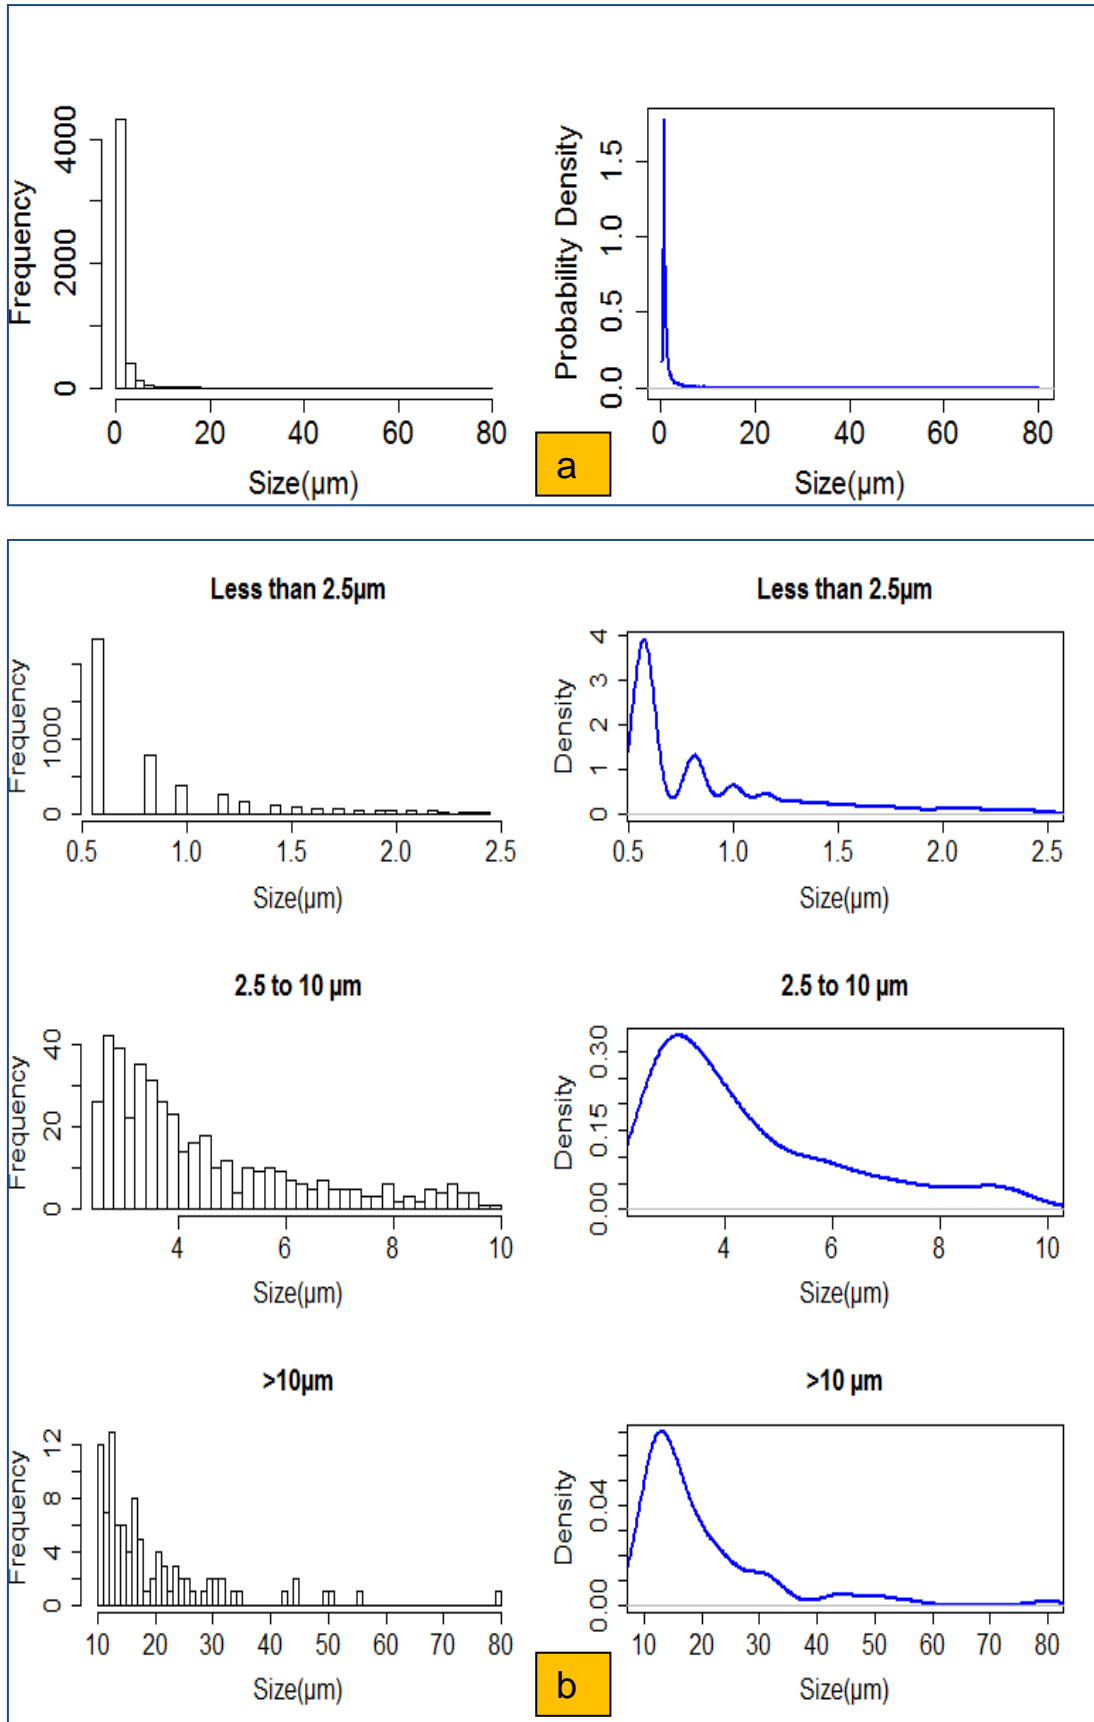 Frequency
0 2000 4000
0 20 40 60 80
Size(µm)
Probability Density
0.0 0.5 1.0 1.5
0 20 40 60 80
Size(µm)
a
Less than 2.5µm
Frequency
0 1000
0.5 1.0 1.5 2.0 2.5
Size(µm)
Less than 2.5µm
Density
0 1 2 3 4
0.5 1.0 1.5 2.0 2.5
Size(µm)
2.5 to 10 µm
Frequency
0 20 40
4 6 8 10
Size(µm)
2.5 to 10 µm
Density
0.00 0.15 0.30
4 6 8 10
Size(µm)
>10µm
Frequency
0 4 8 12
10 20 30 40 50 60 70 80
Size(µm)
>10 µm
Density
0.00 0.04
10 20 30 40 50 60 70 80
Size(µm)
b